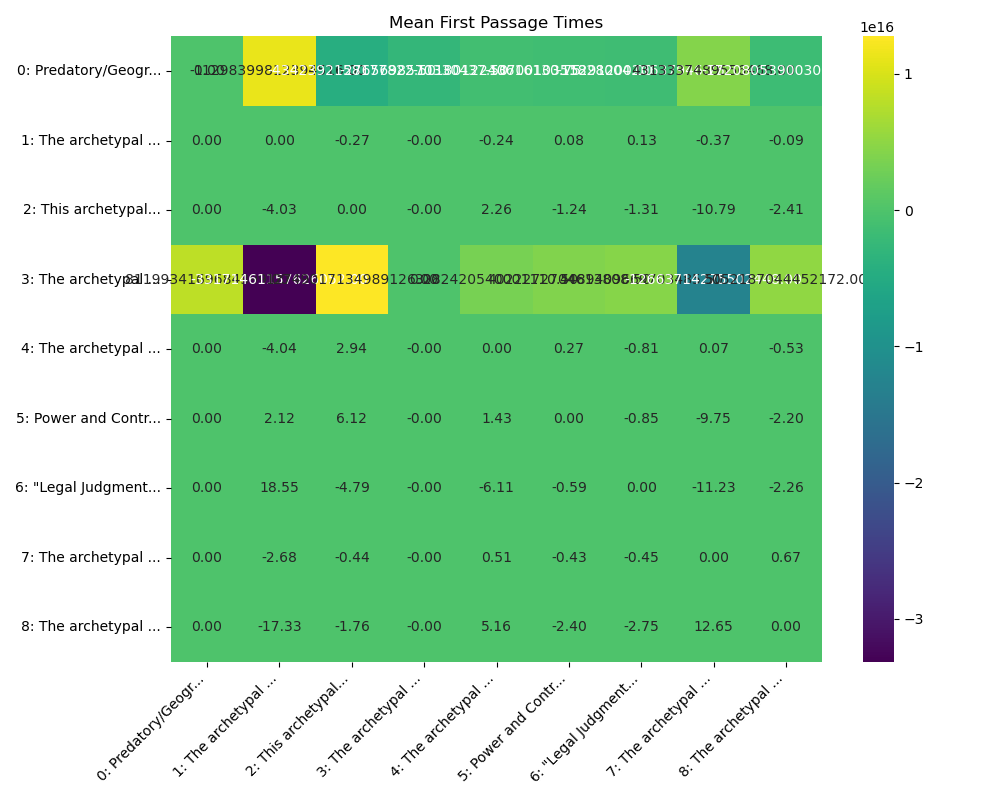 Mean First Passage Times
1e16
0: Predatory/Geogr...
1: The archetypal ... 0.00 0.00 -0.27 -0.00 -0.24 0.08 0.13 -0.37 -0.09
2: This archetypal... 0.00 -4.03 0.00 -0.00 2.26 -1.24 -1.31 -10.79 -2.41
3: The archetypal ...
4: The archetypal ... 0.00 -4.04 2.94 -0.00 0.00 0.27 -0.81 0.07 -0.53
5: Power and Contr... 0.00 2.12 6.12 -0.00 1.43 0.00 -0.85 -9.75 -2.20
6: "Legal Judgment... 0.00 18.55 -4.79 -0.00 -6.11 -0.59 0.00 -11.23 -2.26
7: The archetypal ... 0.00 -2.68 -0.44 -0.00 0.51 -0.43 -0.45 0.00 0.67
8: The archetypal ... 0.00 -17.33 -1.76 -0.00 5.16 -2.40 -2.75 12.65 0.00
0: Predatory/Geogr...
1: The archetypal ...
2: This archetypal...
3: The archetypal ...
4: The archetypal ...
5: Power and Contr...
6: "Legal Judgment...
7: The archetypal ...
8: The archetypal ...
1
0
−1
−2
−3